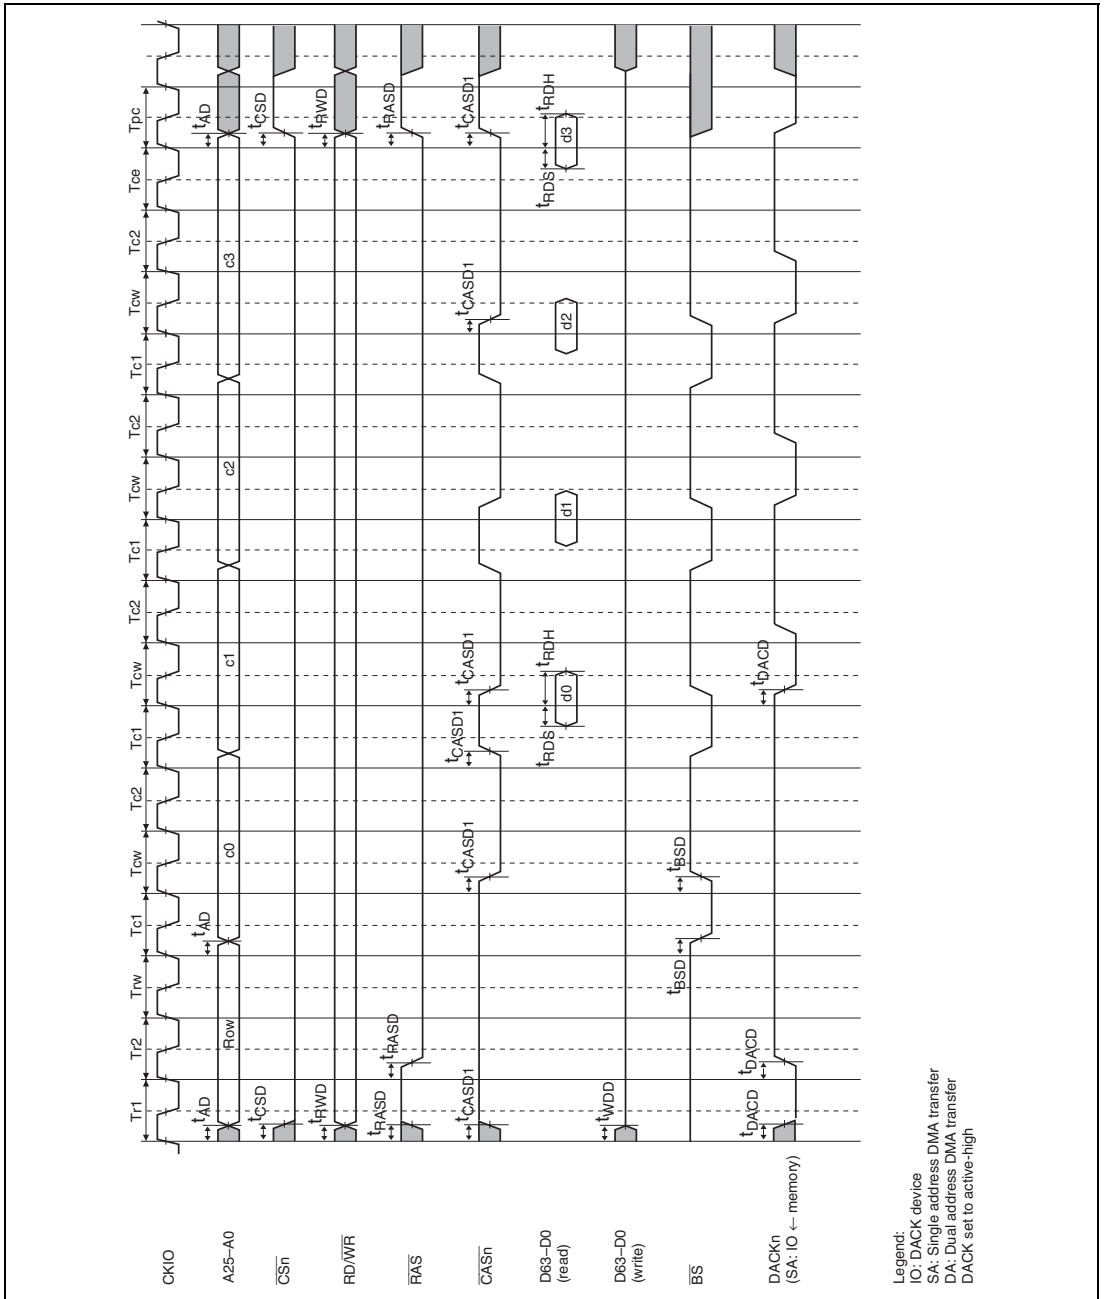 Tr1 Tr2 Trw Tc1 Tcw Tc2 Tc1 Tcw Tc2 Tc1 Tcw Tc2 Tc1 Tcw Tc2 Tce Tpc
CKIO
A25–A0
tAD Row tAD c0 c1 c2 c3 tAD
CSn
tCSD tCSD
RD/WR
tRWD tRWD
RAS
tRASD tRASD tRASD
CASn
tCASD1 tCASD1 tCASD1 tCASD1 tCASD1 tCASD1
D63–D0
(read)
tRDS d0 tRDH d1 d2 tRDS d3 tRDH
D63–D0
(write)
tWDD
BS
tBSD tBSD
DACKn
(SA: IO ← memory)
tDACD tDACD tDACD
Legend:
IO: DACK device
SA: Single address DMA transfer
DA: Dual address DMA transfer
DACK set to active-high